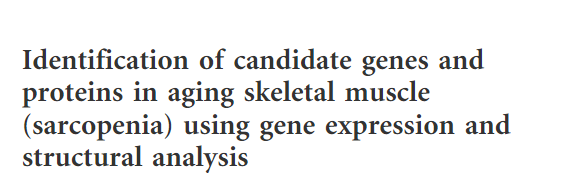 Identification of candidate genes and
proteins in aging skeletal muscle
(sarcopenia) using gene expression and
structural analysis